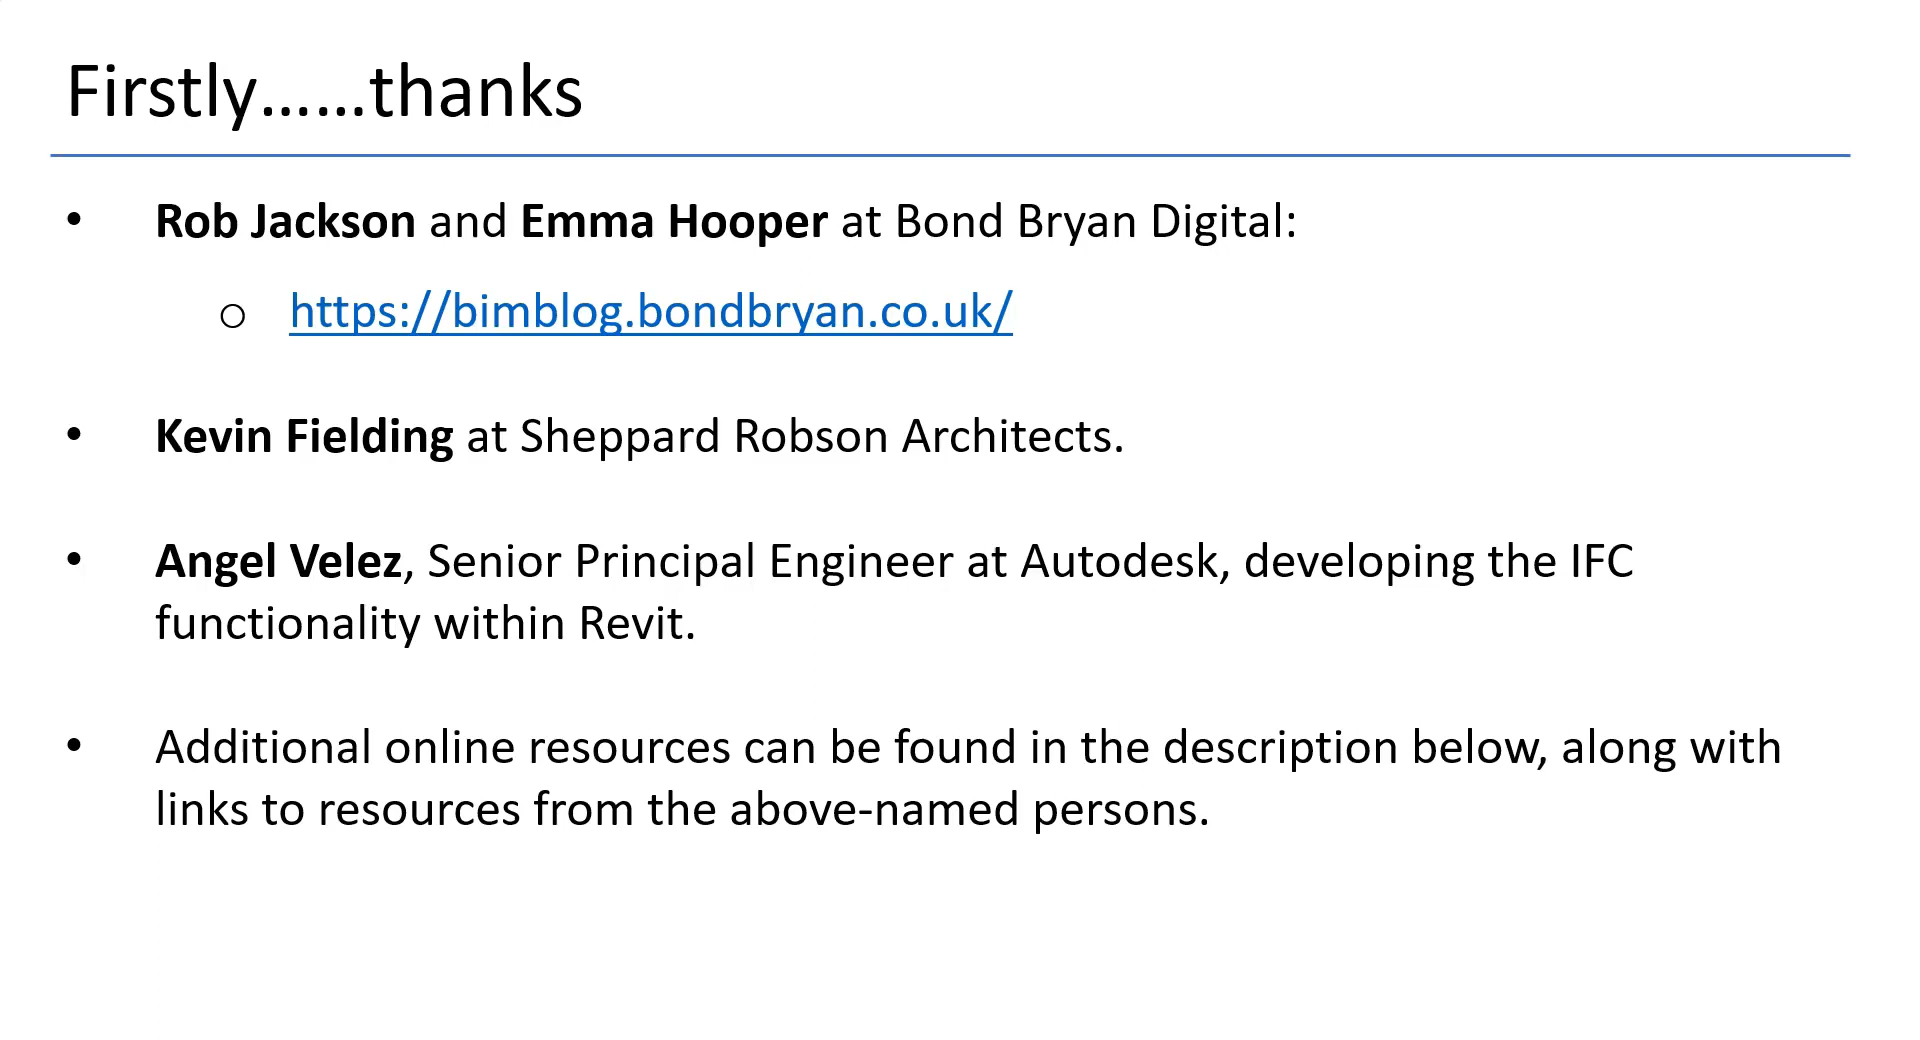 Firstly……thanks
• Rob Jackson and Emma Hooper at Bond Bryan Digital:
o https://bimblog.bondbryan.co.uk/
• Kevin Fielding at Sheppard Robson Architects.
• Angel Velez, Senior Principal Engineer at Autodesk, developing the IFC
functionality within Revit.
• Additional online resources can be found in the description below, along with
links to resources from the above-named persons.